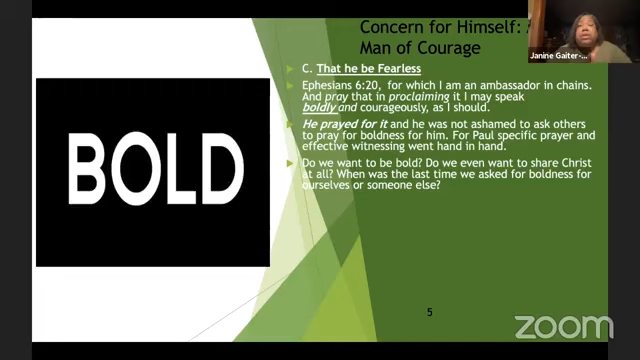 Concern for Himself:
Man of Courage
Janine Gaiter-...
C. That he be Fearless
Ephesians 6:20, for which I am an ambassador in chains.
And pray that in proclaiming it I may speak
boldly and courageously, as I should.
He prayed for it and he was not ashamed to ask others
to pray for boldness for him. For Paul specific prayer and
effective witnessing went hand in hand.
Do we want to be bold? Do we even want to share Christ
at all? When was the last time we asked for boldness for
ourselves or someone else?
BOLD
5
zoom